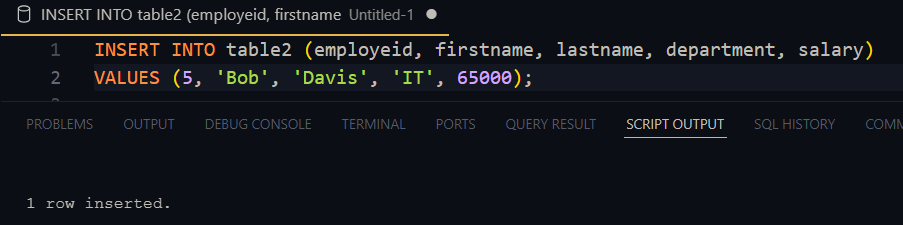 INSERT INTO table2 (employeid, firstname Untitled-1
1 INSERT INTO table2 (employeid, firstname, lastname, department, salary)
2 VALUES (5, 'Bob', 'Davis', 'IT', 65000);
PROBLEMS OUTPUT DEBUG CONSOLE TERMINAL PORTS QUERY RESULT SCRIPT OUTPUT SQL HISTORY COMM
1 row inserted.